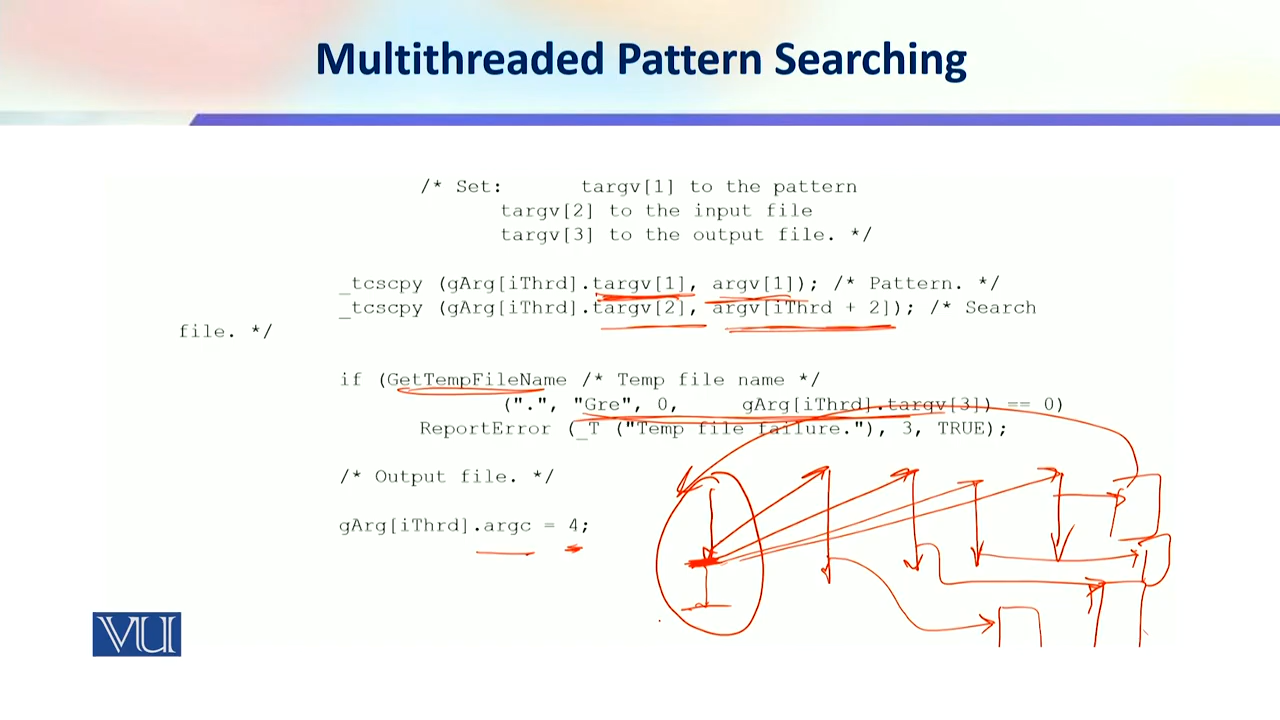 Multithreaded Pattern Searching
/* Set: targv[1] to the pattern
targv[2] to the input file
targv[3] to the output file. */
_tcscpy (gArg[iThrd].targv[1], argv[1]); /* Pattern. */
_tcscpy (gArg[iThrd].targv[2], argv[iThrd + 2]); /* Search
file. */
if (GetTempFileName /* Temp file name */
(".", "Gre", 0, gArg[iThrd].targv[3]) == 0)
ReportError (_T ("Temp file failure."), 3, TRUE);
/* Output file. */
gArg[iThrd].argc = 4;
VU